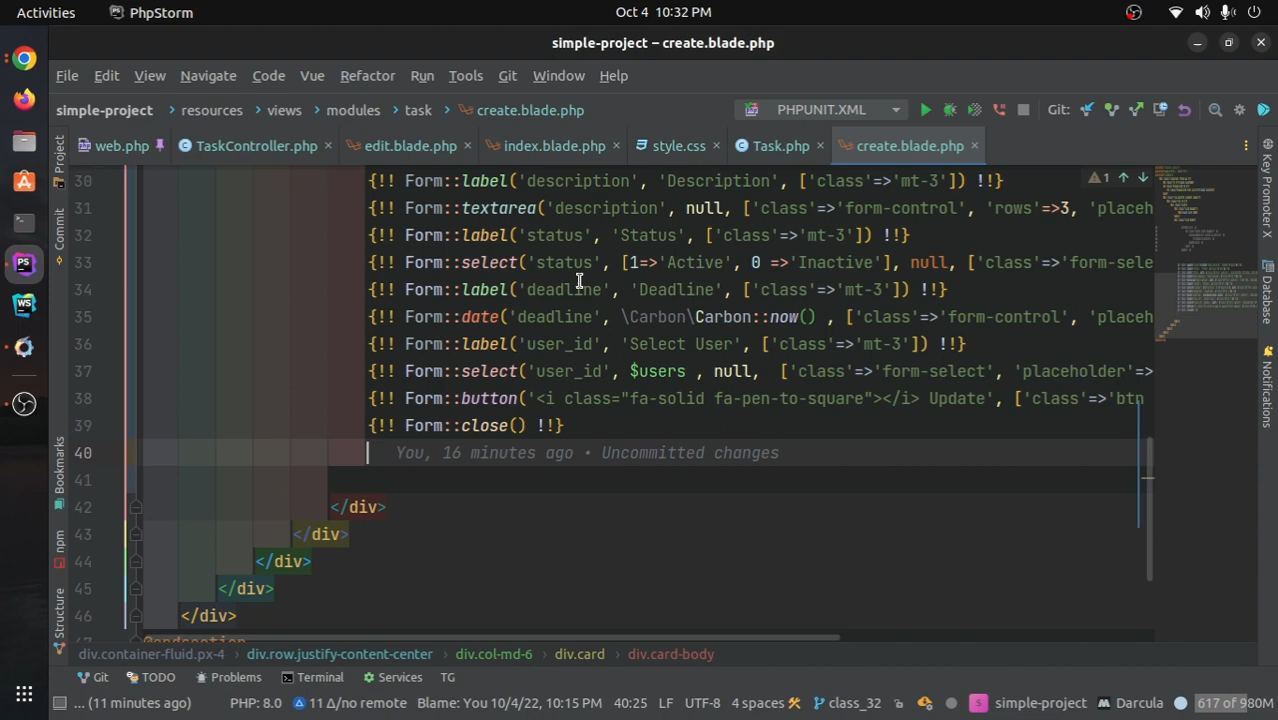 Activities PhpStorm Oct 4 10:32 PM
simple-project – create.blade.php
File Edit View Navigate Code Vue Refactor Run Tools Git Window Help
simple-project resources views modules task create.blade.php PHPUNIT.XML Git:
web.php TaskController.php edit.blade.php index.blade.php style.css Task.php create.blade.php
30 {!! Form::label('description', 'Description', ['class'=>'mt-3']) !!} 1
31 {!! Form::textarea('description', null, ['class'=>'form-control', 'rows'=>3, 'placeh
32 {!! Form::label('status', 'Status', ['class'=>'mt-3']) !!}
33 {!! Form::select('status', [1=>'Active', 0 =>'Inactive'], null, ['class'=>'form-sele
34 {!! Form::label('deadline', 'Deadline', ['class'=>'mt-3']) !!}
35 {!! Form::date('deadline', \Carbon\Carbon::now() , ['class'=>'form-control', 'placeh
36 {!! Form::label('user_id', 'Select User', ['class'=>'mt-3']) !!}
37 {!! Form::select('user_id', $users , null, ['class'=>'form-select', 'placeholder'=>
38 {!! Form::button('<i class="fa-solid fa-pen-to-square"></i> Update', ['class'=>'btn
39 {!! Form::close() !!}
40 You, 16 minutes ago • Uncommitted changes
41
42 </div>
43 </div>
44 </div>
45 </div>
46 </div>
47 @endsection
div.container-fluid.px-4 div.row.justify-content-center div.col-md-6 div.card div.card-body
Git TODO Problems Terminal Services TG
... (11 minutes ago) PHP: 8.0 11 Δ/no remote Blame: You 10/4/22, 10:15 PM 40:25 LF UTF-8 4 spaces class_32 S simple-project Darcula 617 of 980M
Project
Commit
Bookmarks
npm
Structure
Key Promoter X
Database
Notifications